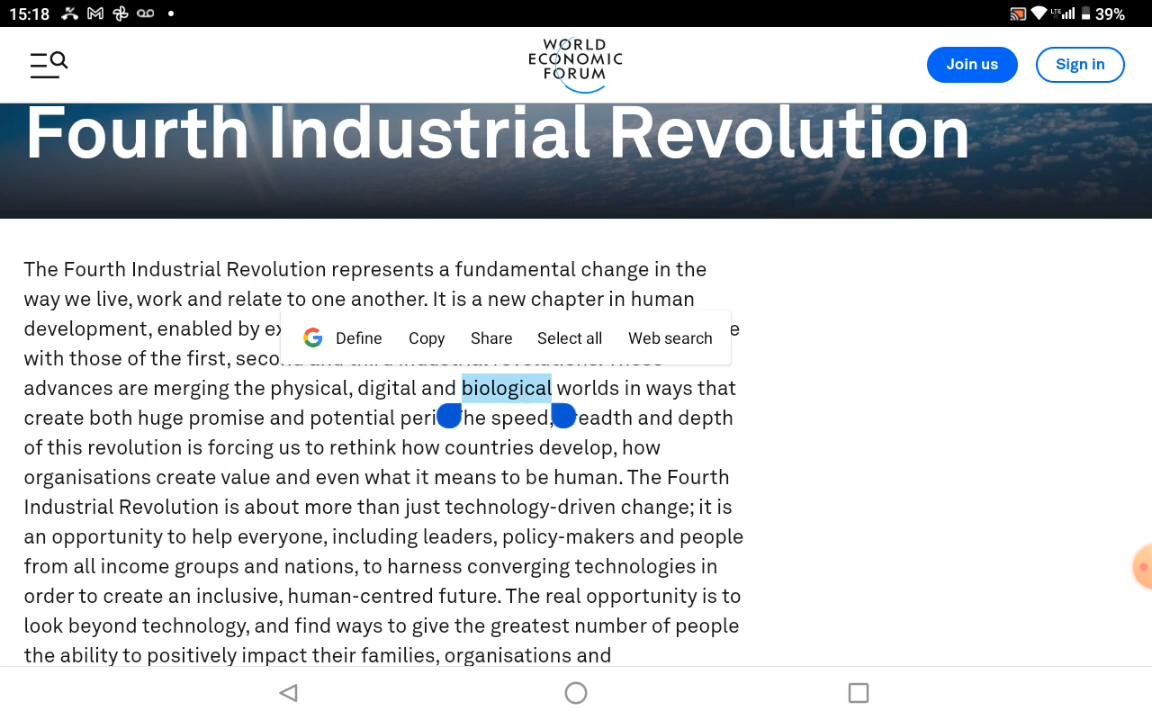 15:18
LTE
39%
WORLD
ECONOMIC
FORUM
Join us
Sign in
Fourth Industrial Revolution
The Fourth Industrial Revolution represents a fundamental change in the
way we live, work and relate to one another. It is a new chapter in human
development, enabled by
Define Copy Share Select all Web search
with those of the first,
advances are merging the physical, digital and biological worlds in ways that
create both huge promise and potential The speed, breadth and depth
of this revolution is forcing us to rethink how countries develop, how
organisations create value and even what it means to be human. The Fourth
Industrial Revolution is about more than just technology-driven change; it is
an opportunity to help everyone, including leaders, policy-makers and people
from all income groups and nations, to harness converging technologies in
order to create an inclusive, human-centred future. The real opportunity is to
look beyond technology, and find ways to give the greatest number of people
the ability to positively impact their families, organisations and